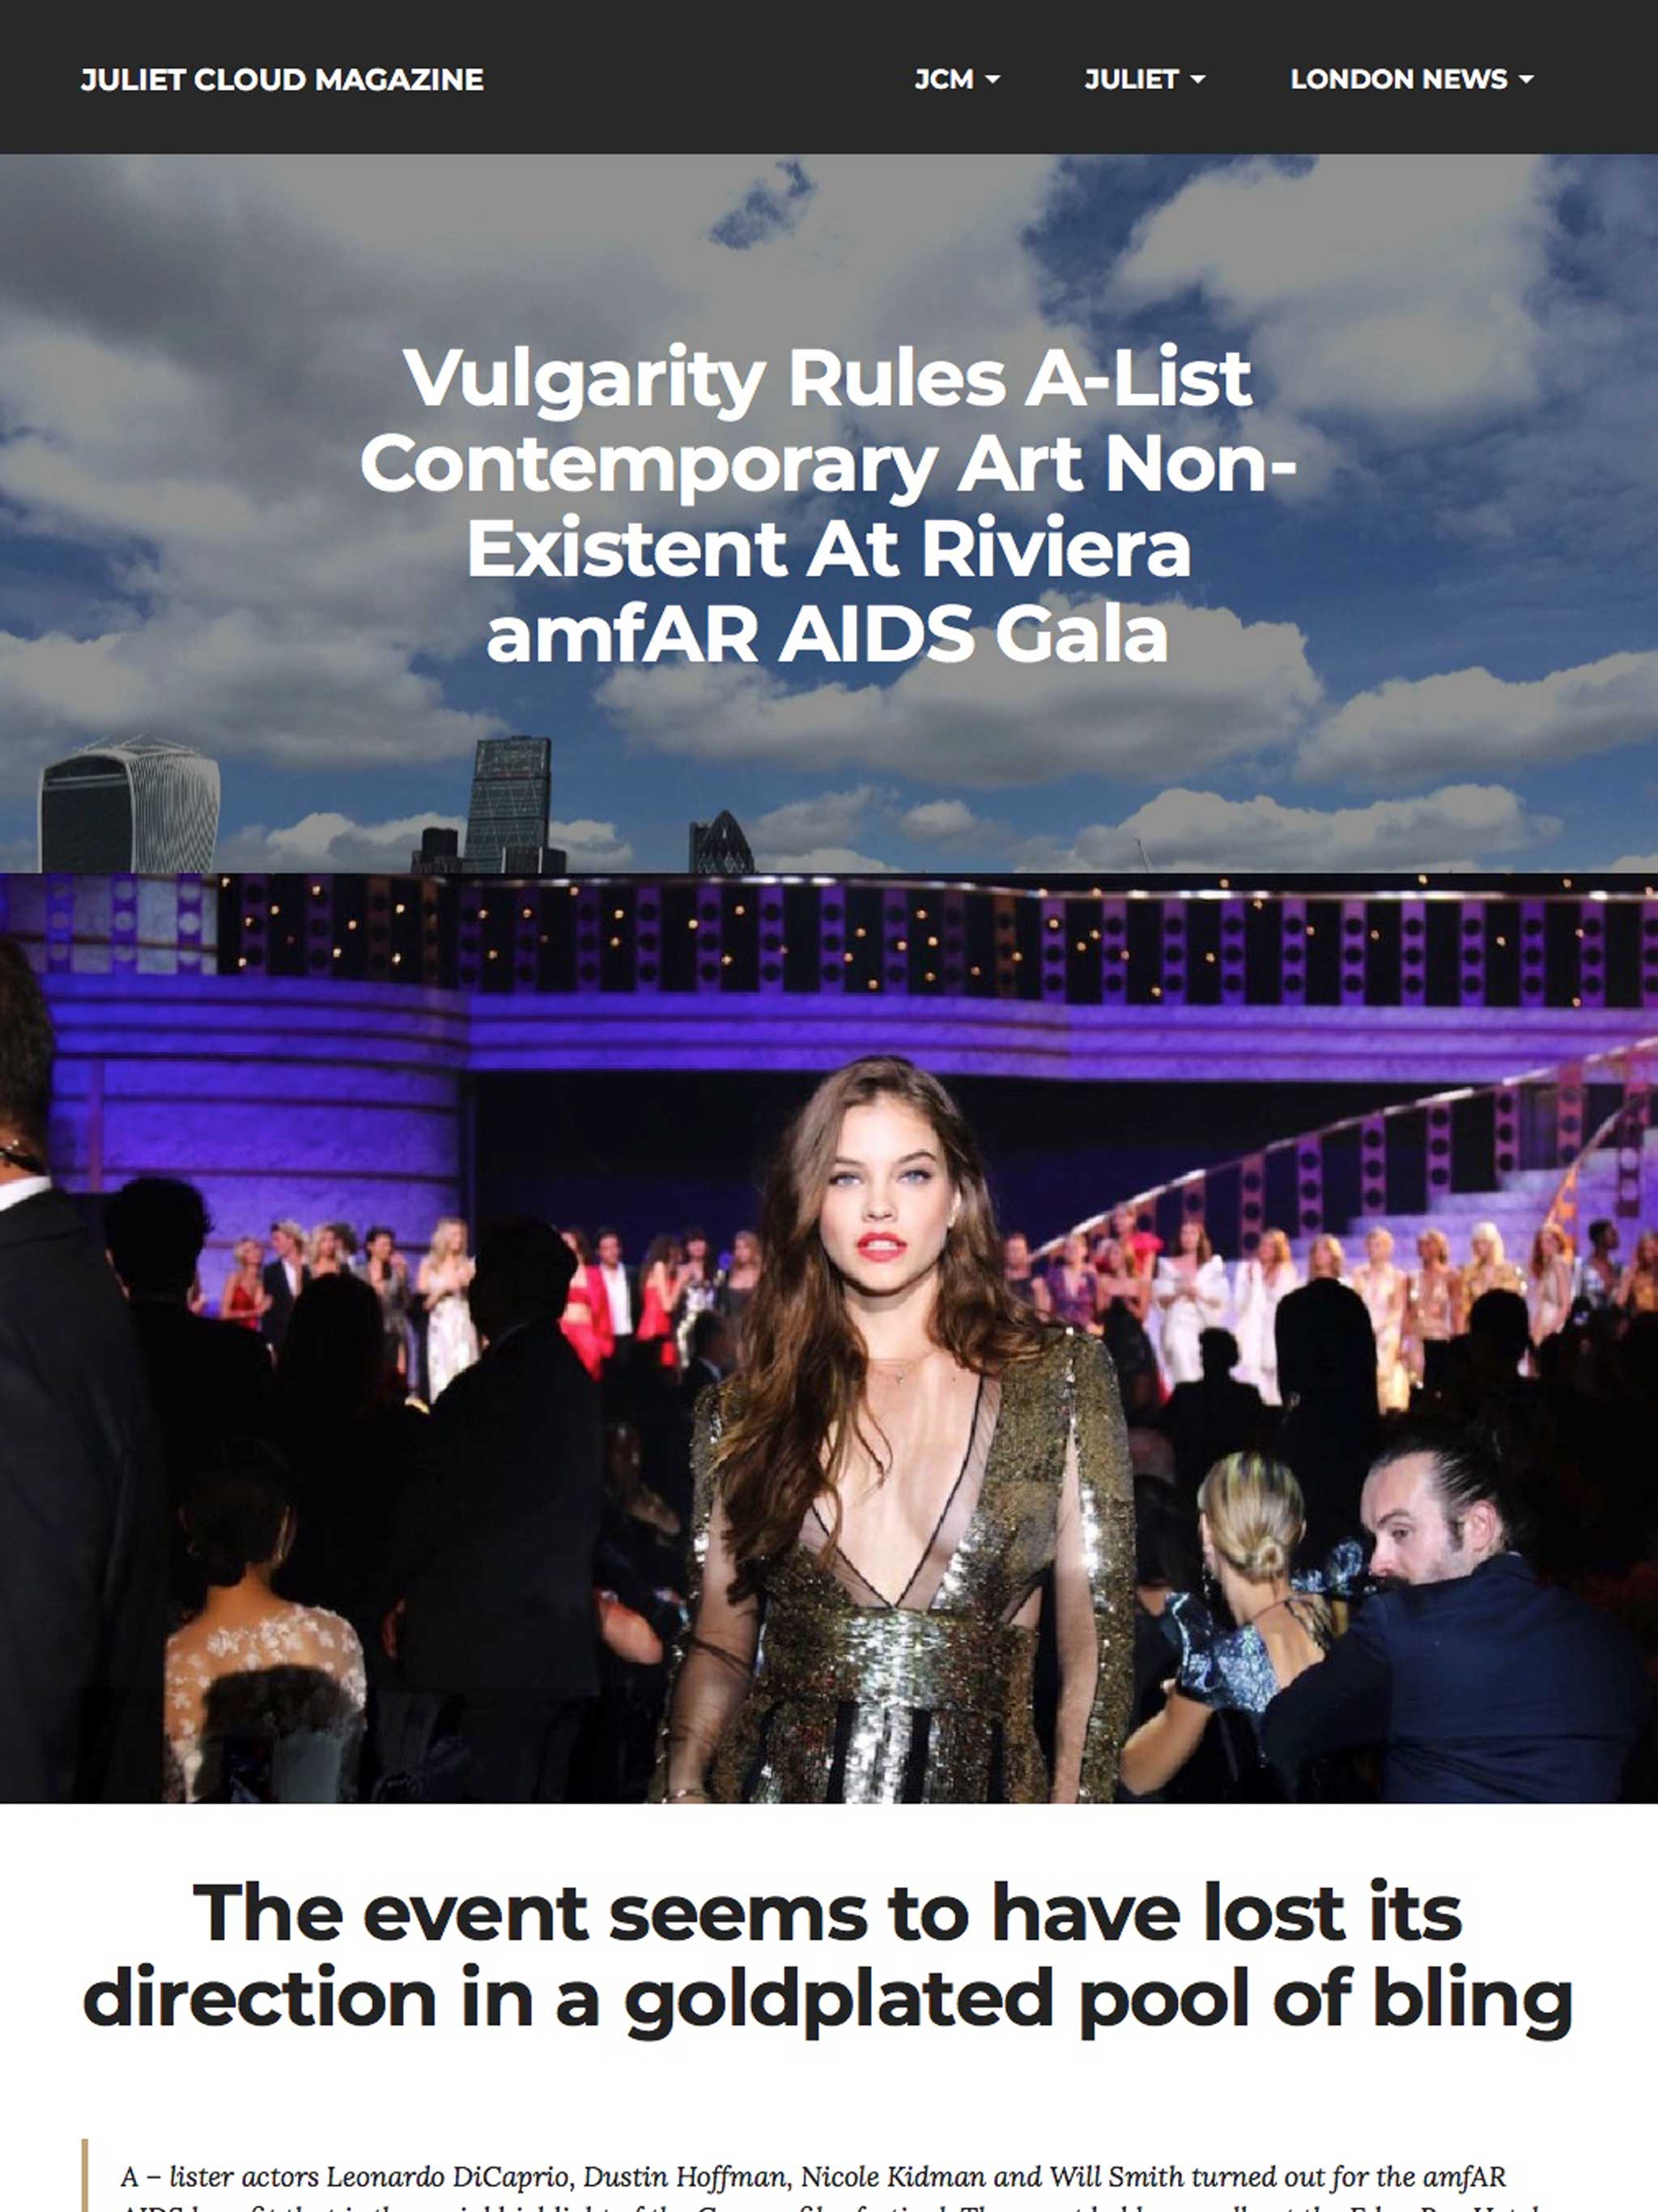 JULIET CLOUD MAGAZINE
JCM
JULIET
LONDON NEWS
Vulgarity Rules A-List
Contemporary Art Non-
Existent At Riviera
amfAR AIDS Gala
The event seems to have lost its
direction in a goldplated pool of bling
A – lister actors Leonardo DiCaprio, Dustin Hoffman, Nicole Kidman and Will Smith turned out for the amfAR